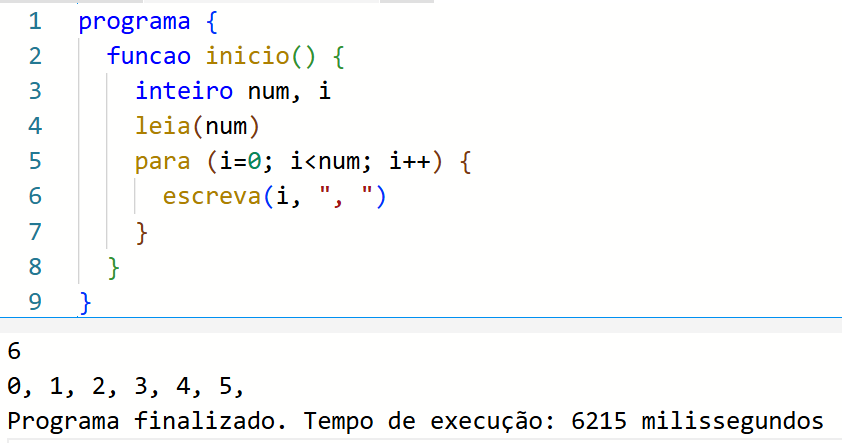 1 programa {
2 funcao inicio() {
3 inteiro num, i
4 leia(num)
5 para (i=0; i<num; i++) {
6 escreva(i, ", ")
7 }
8 }
9 }
6
0, 1, 2, 3, 4, 5,
Programa finalizado. Tempo de execução: 6215 milissegundos